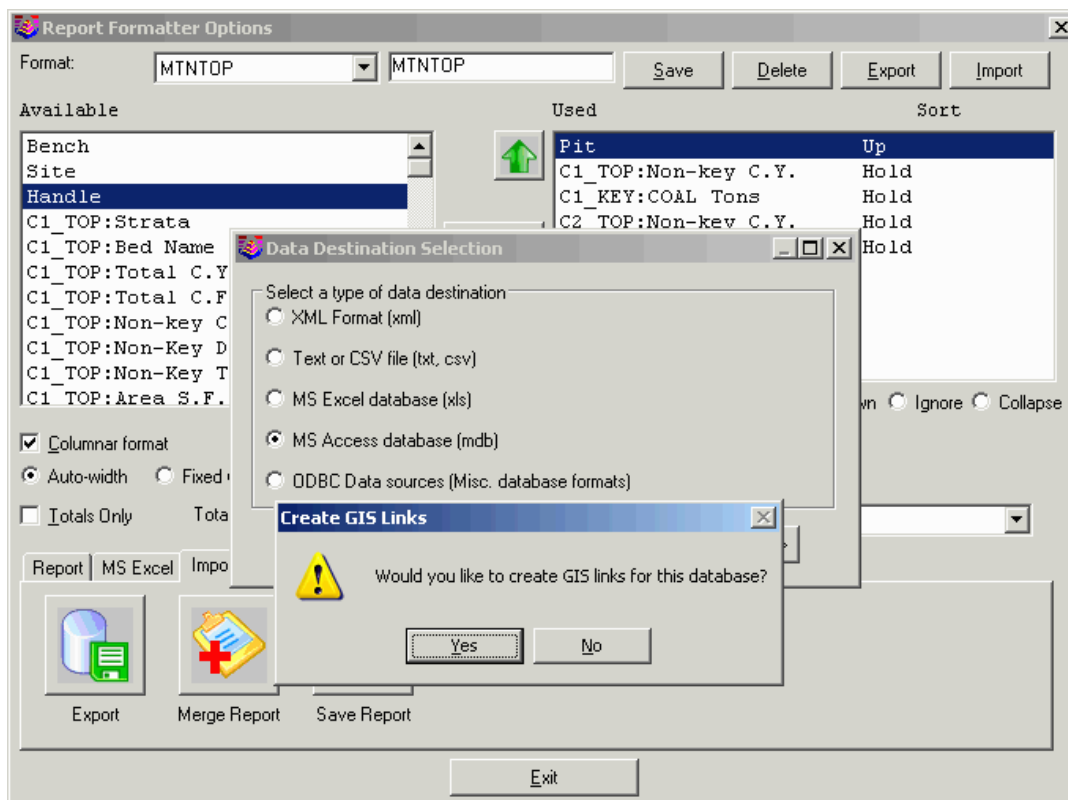 Report Formatter Options
Format:
MTNTOP
MTNTOP
Save
Delete
Export
Import
Available
Used
Sort
Bench
Site
Handle
C1_TOP:Strata
C1_TOP:Bed Name
C1_TOP:Total C.Y
C1_TOP:Total C.F
C1_TOP:Non-key C
C1_TOP:Non-Key D
C1_TOP:Non-Key T
C1_TOP:Area S.F.
Pit Up
C1_TOP:Non-key C.Y. Hold
C1_KEY:COAL Tons Hold
C2_TOP:Non-key C.Y. Hold
Hold
Data Destination Selection
Select a type of data destination
XML Format (xml)
Text or CSV file (txt, csv)
MS Excel database (xls)
MS Access database (mdb)
ODBC Data sources (Misc. database formats)
wn
Ignore
Collapse
Columnar format
Auto-width
Fixed
Totals Only
Tota
Create GIS Links
Would you like to create GIS links for this database?
Yes
No
Report
MS Excel
Impo
Export
Merge Report
Save Report
Exit